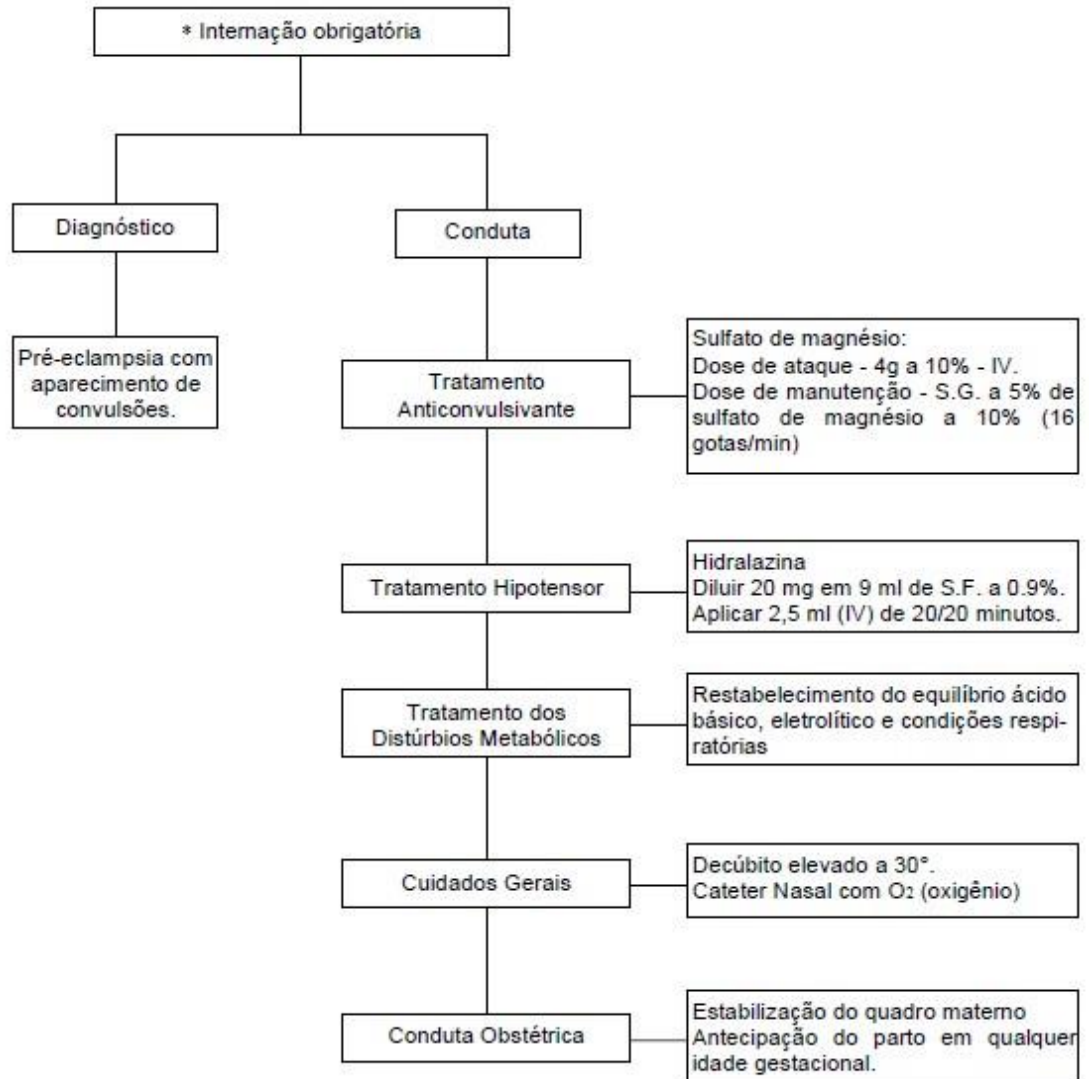 * Internação obrigatória
Diagnóstico
Conduta
Pré-eclampsia com
aparecimento de
convulsões.
Tratamento
Anticonvulsivante
Sulfato de magnésio:
Dose de ataque - 4g a 10% - IV.
Dose de manutenção - S.G. a 5% de
sulfato de magnésio a 10% (16
gotas/min)
Tratamento Hipotensor
Hidralazina
Diluir 20 mg em 9 ml de S.F. a 0.9%.
Aplicar 2,5 ml (IV) de 20/20 minutos.
Tratamento dos
Distúrbios Metabólicos
Restabelecimento do equilíbrio ácido
básico, eletrolítico e condições respi-
ratórias
Cuidados Gerais
Decúbito elevado a 30°.
Cateter Nasal com O2 (oxigênio)
Conduta Obstétrica
Estabilização do quadro materno
Antecipação do parto em qualquer
idade gestacional.